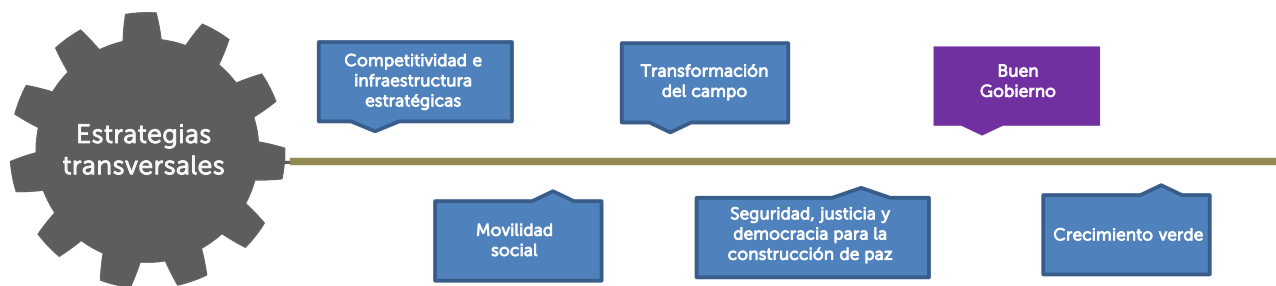 Estrategias
transversales
Competitividad e
infraestructura
estratégicas
Transformación
del campo
Buen
Gobierno
Movilidad
social
Seguridad, justicia y
democracia para la
construcción de paz
Crecimiento verde